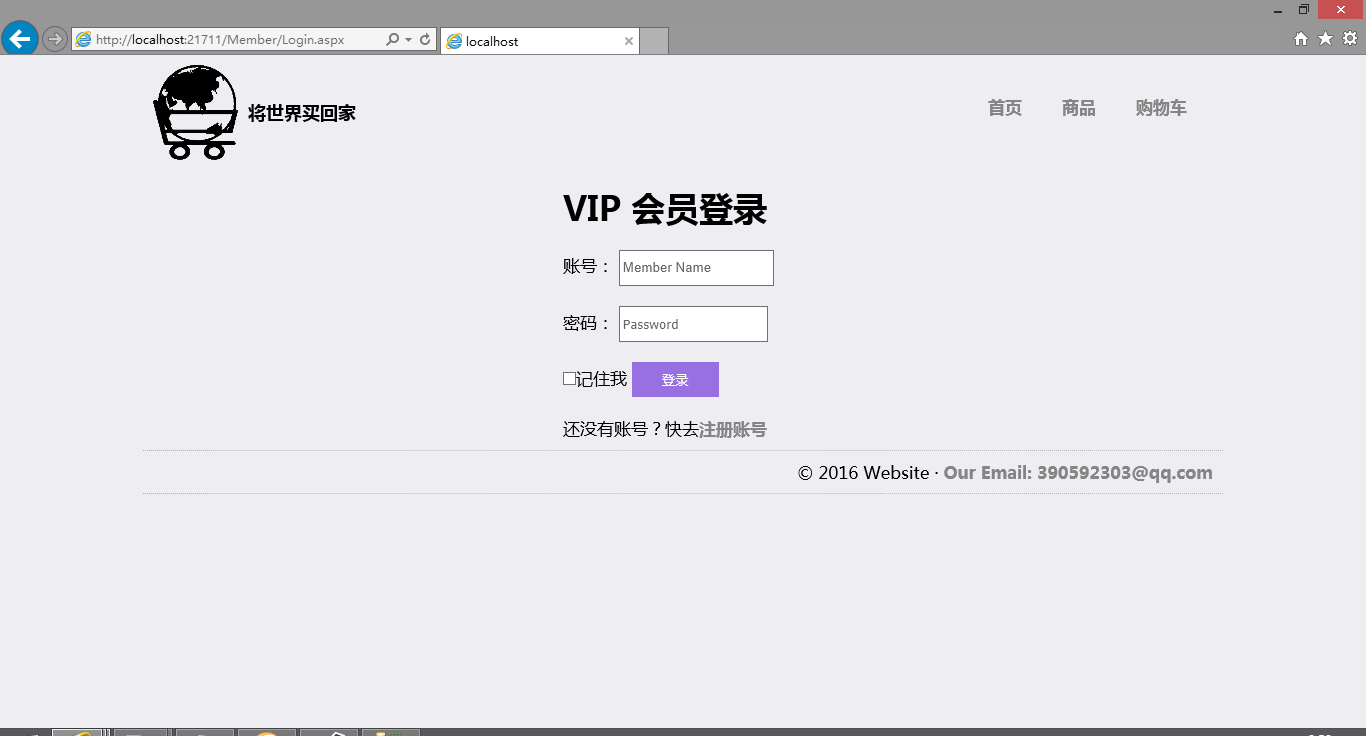 http://localhost:21711/Member/Login.aspx
localhost
将世界买回家
首页 商品 购物车
VIP 会员登录
账号： Member Name
密码： Password
记住我 登录
还没有账号？快去注册账号
© 2016 Website · Our Email: 390592303@qq.com